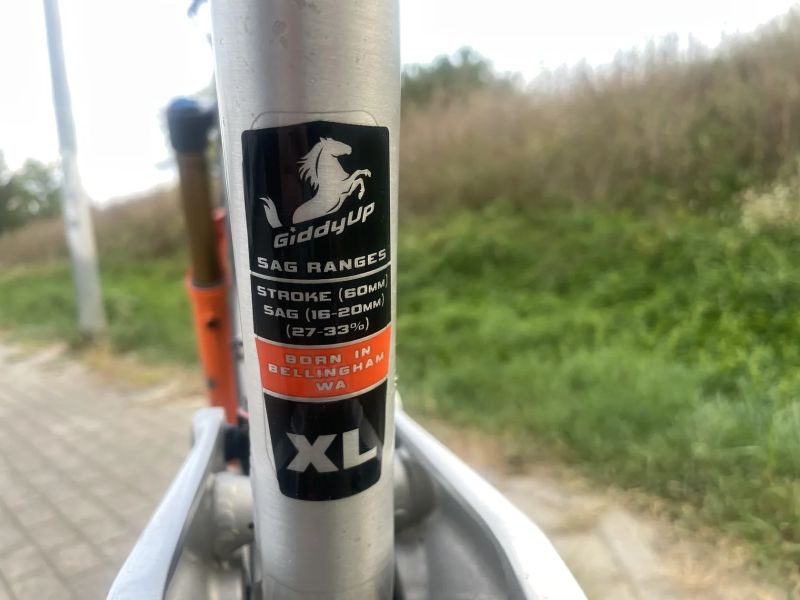 GiddyUp
SAG RANGES
STROKE (60MM)
SAG (16-20MM)
(27-33%)
BORN IN
BELLINGHAM
WA
XL